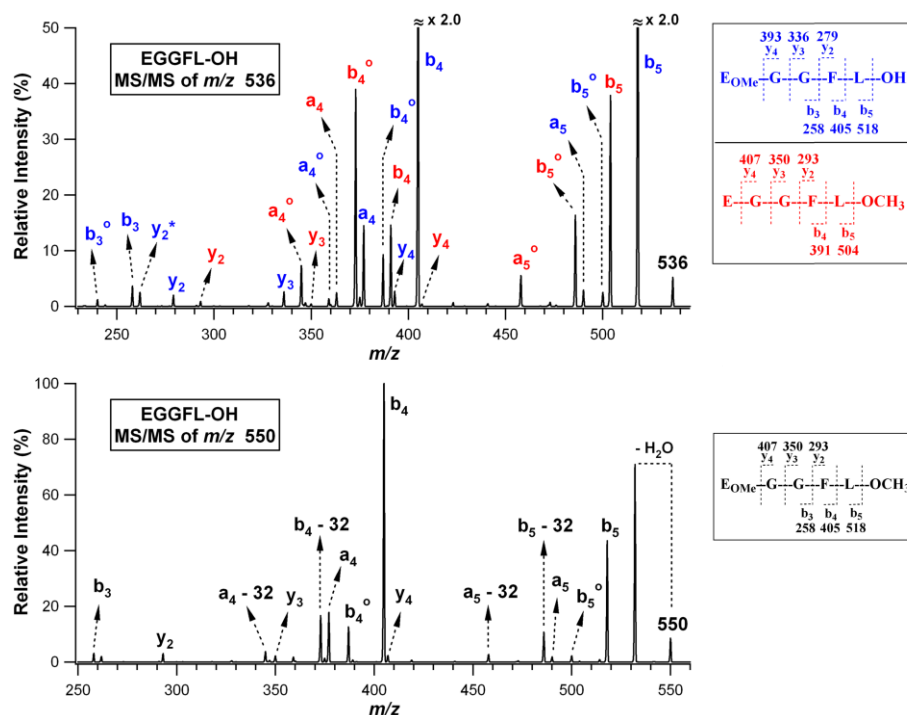 ≈ x 2.0
≈ x 2.0
EGGFL-OH
MS/MS of m/z 536
Relative Intensity (%)
50
40
30
20
10
0
b₃°
b₃
y₂*
y₂
y₂
y₃
a₄°
y₃
a₄
a₄°
b₄°
a₄
b₄°
b₄
b₄
y₄
y₄
a₅°
b₅°
a₅
b₅°
b₅
b₅
536
250 300 350 400 450 500
m/z
393 336 279
y₄ y₃ y₂
E_OMe G G F L OH
b₃ b₄ b₅
258 405 518
407 350 293
y₄ y₃ y₂
E G G F L OCH₃
b₄ b₅
391 504
EGGFL-OH
MS/MS of m/z 550
Relative Intensity (%)
100
80
60
40
20
0
b₃
y₂
a₄ - 32
y₃
b₄ - 32
a₄
b₄°
b₄
y₄
a₅ - 32
b₅ - 32
a₅
b₅°
b₅
- H₂O
550
250 300 350 400 450 500 550
m/z
407 350 293
y₄ y₃ y₂
E_OMe G G F L OCH₃
b₃ b₄ b₅
258 405 518